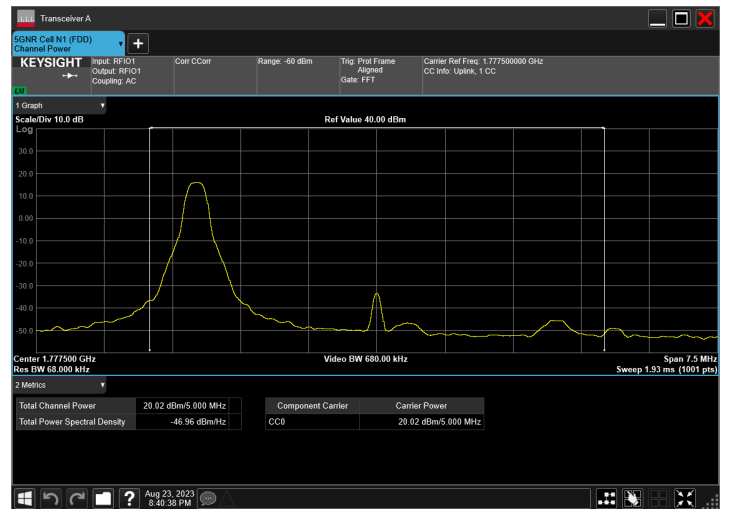 Transceiver A
5GNR Cell N1 (FDD)
Channel Power
KEYSIGHT
Input: RFIO1
Output: RFIO1
Coupling: AC
Corr CCorr
Range: -60 dBm
Trig: Prot Frame
Aligned
Gate: FFT
Carrier Ref Freq: 1.777500000 GHz
CC Info: Uplink, 1 CC
1 Graph
Scale/Div 10.0 dB
Ref Value 40.00 dBm
Log
30.0
20.0
10.0
0.00
-10.0
-20.0
-30.0
-40.0
-50.0
Center 1.777500 GHz
Video BW 680.00 kHz
Span 7.5 MHz
Res BW 68.000 kHz
Sweep 1.93 ms (1001 pts)
2 Metrics
Total Channel Power 20.02 dBm/5.000 MHz
Total Power Spectral Density -46.96 dBm/Hz
Component Carrier Carrier Power
CC0 20.02 dBm/5.000 MHz
Aug 23, 2023
8:40:38 PM